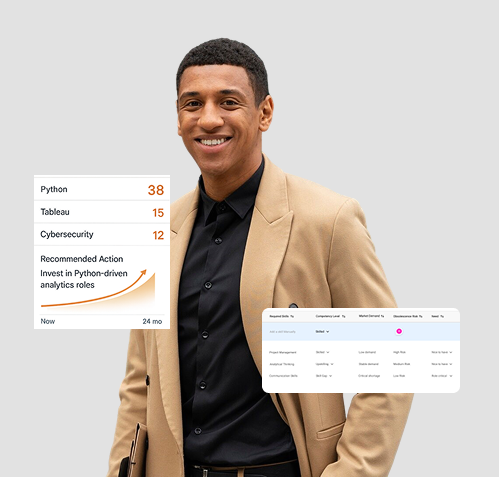 Python 38
Tableau 15
Cybersecurity 12
Recommended Action
Invest in Python-driven
analytics roles
Now 24 mo
Required Skills Competency Level Market Demand Obsolescence Risk Need
Skilled
Project Management Skilled Low demand High Risk Nice to have
Analytical Thinking Upskilling Stable demand Medium Risk Nice to have
Communication Skills Skill Gap Critical shortage Low Risk Role critical